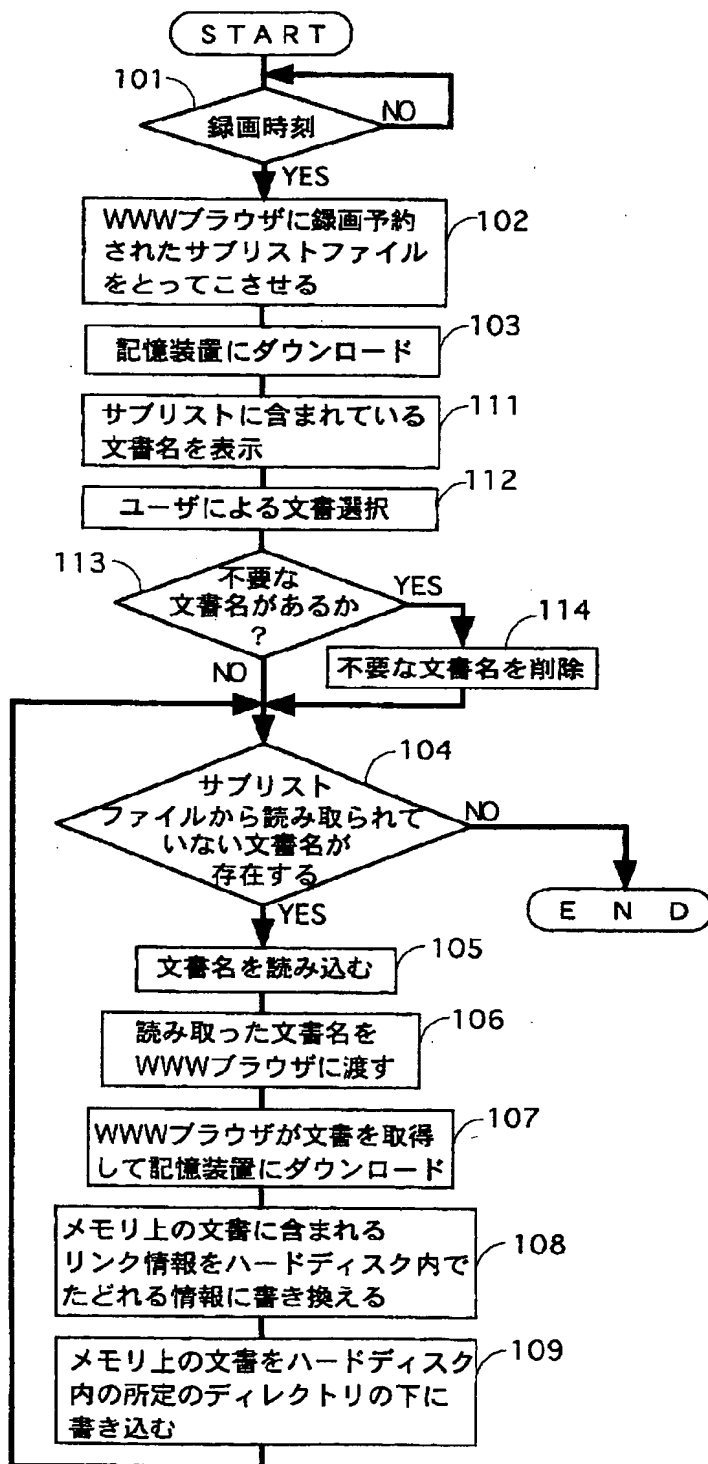 START
101
録画時刻
NO
YES
WWWブラウザに録画予約
されたサブリストファイル
をとってこさせる
102
記憶装置にダウンロード
103
サブリストに含まれている
文書名を表示
111
ユーザによる文書選択
112
113
不要な
文書名があるか
?
YES
NO
114
不要な文書名を削除
104
サブリスト
ファイルから読み取られて
いない文書名が
存在する
NO
YES
END
文書名を読み込む
105
読み取った文書名を
WWWブラウザに渡す
106
WWWブラウザが文書を取得
して記憶装置にダウンロード
107
メモリ上の文書に含まれる
リンク情報をハードディスク内で
たどれる情報に書き換える
108
メモリ上の文書をハードディスク
内の所定のディレクトリの下に
書き込む
109